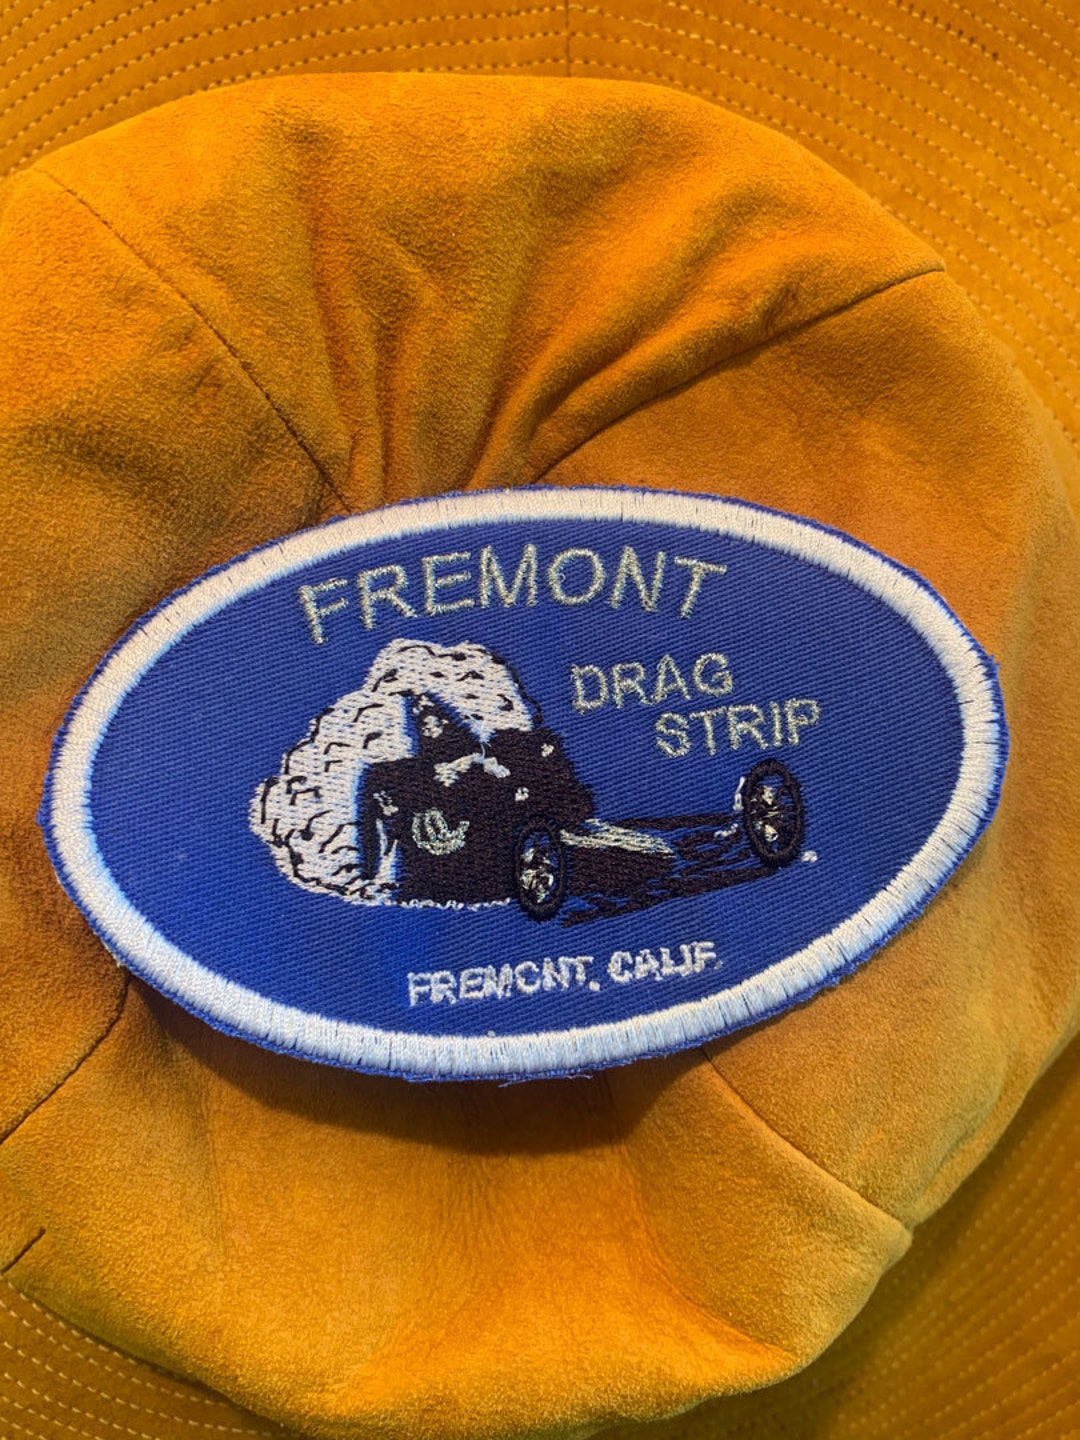 FREMONT
DRAG
STRIP
FREMONT, CALIF.